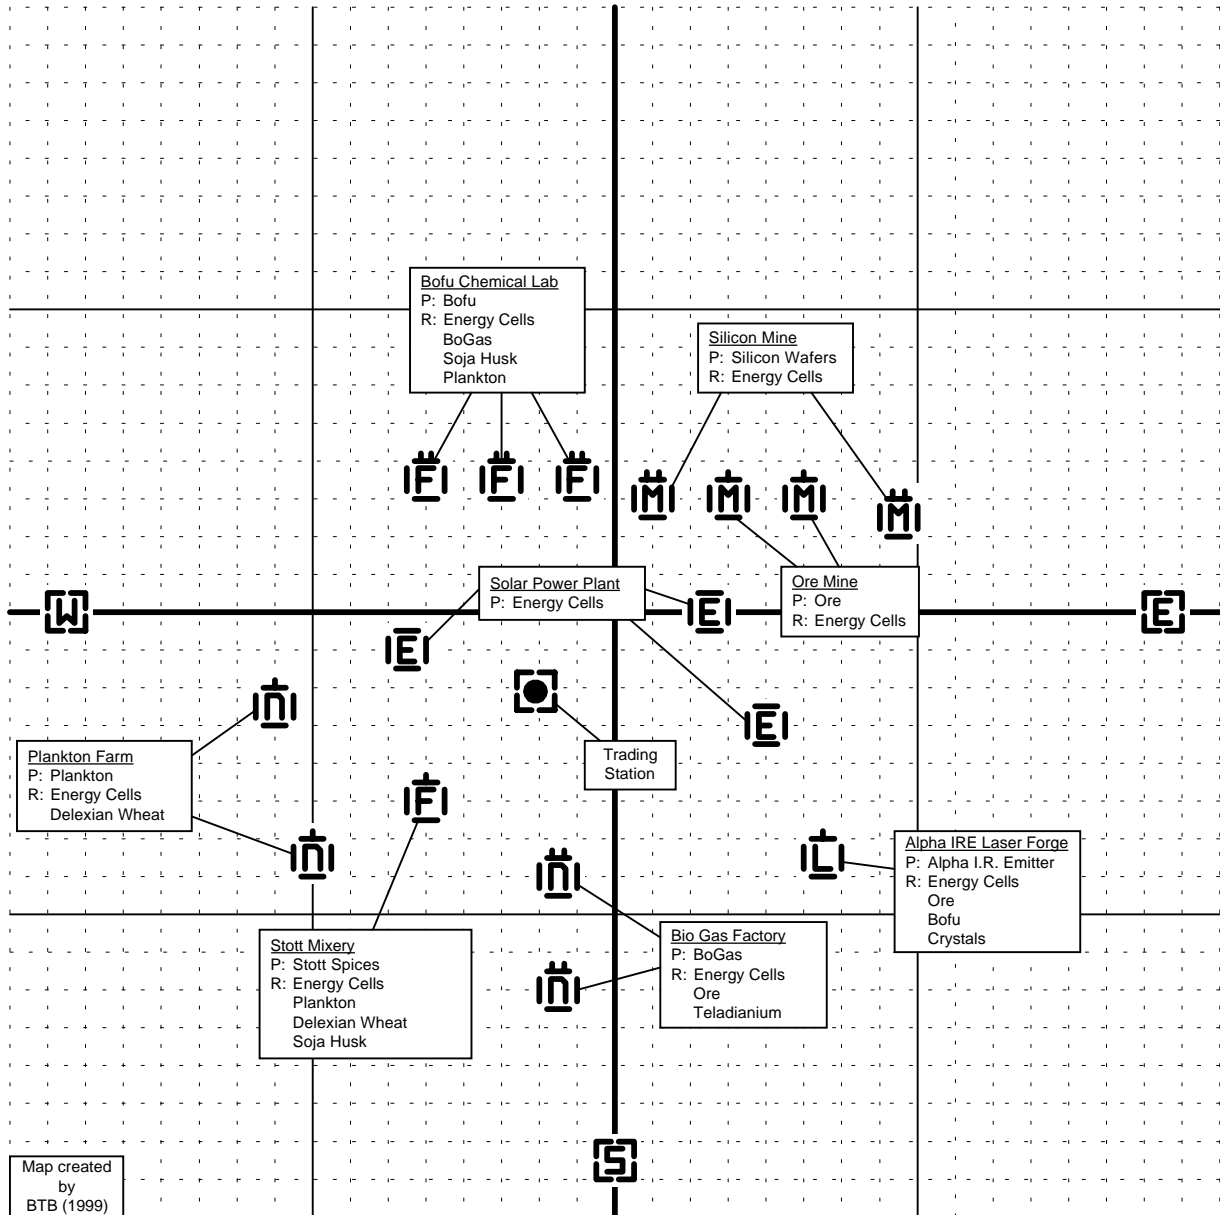 Bofu Chemical Lab
P: Bofu
R: Energy Cells
BoGas
Soja Husk
Plankton
Silicon Mine
P: Silicon Wafers
R: Energy Cells
F F F
M M M M
Solar Power Plant
P: Energy Cells
Ore Mine
P: Ore
R: Energy Cells
W E E
E
n
E
Plankton Farm
P: Plankton
R: Energy Cells
Delexian Wheat
Trading
Station
F
n
L
n
Alpha IRE Laser Forge
P: Alpha I.R. Emitter
R: Energy Cells
Ore
Bofu
Crystals
Stott Mixery
P: Stott Spices
R: Energy Cells
Plankton
Delexian Wheat
Soja Husk
Bio Gas Factory
P: BoGas
R: Energy Cells
Ore
Teladianium
n
S
Map created
by
BTB (1999)